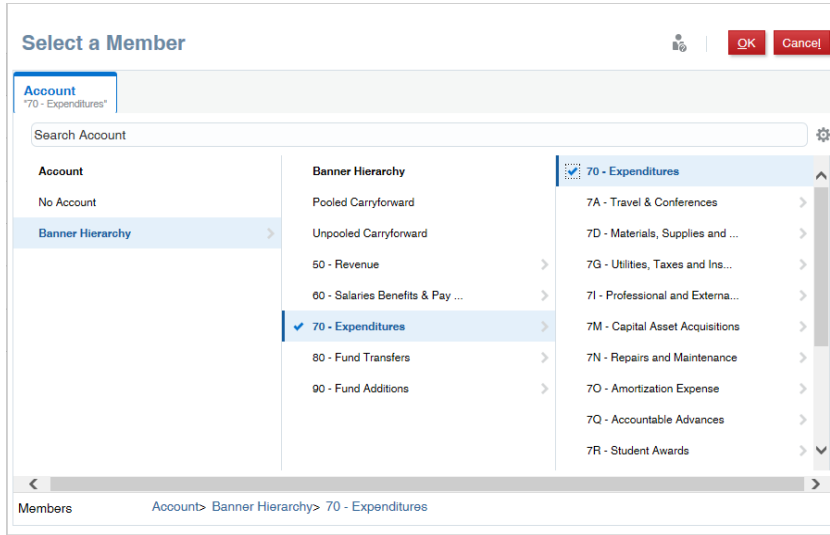 Select a Member
OK
Cancel
Account
"70 - Expenditures"
Search Account
Account
No Account
Banner Hierarchy
Banner Hierarchy
Pooled Carryforward
Unpooled Carryforward
50 - Revenue
60 - Salaries Benefits & Pay ...
70 - Expenditures
80 - Fund Transfers
90 - Fund Additions
70 - Expenditures
7A - Travel & Conferences
7D - Materials, Supplies and ...
7G - Utilities, Taxes and Ins...
7I - Professional and Externa...
7M - Capital Asset Acquisitions
7N - Repairs and Maintenance
7O - Amortization Expense
7Q - Accountable Advances
7R - Student Awards
Members Account> Banner Hierarchy> 70 - Expenditures